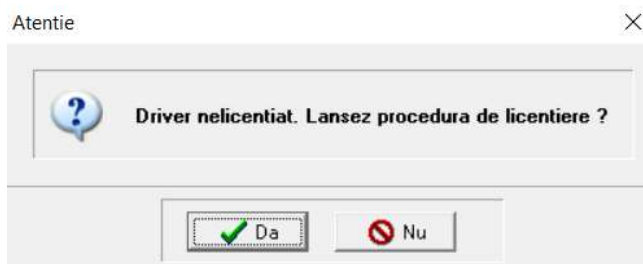 Atentie
Driver nelicentiat. Lansez procedura de licentiere ?
Da
Nu